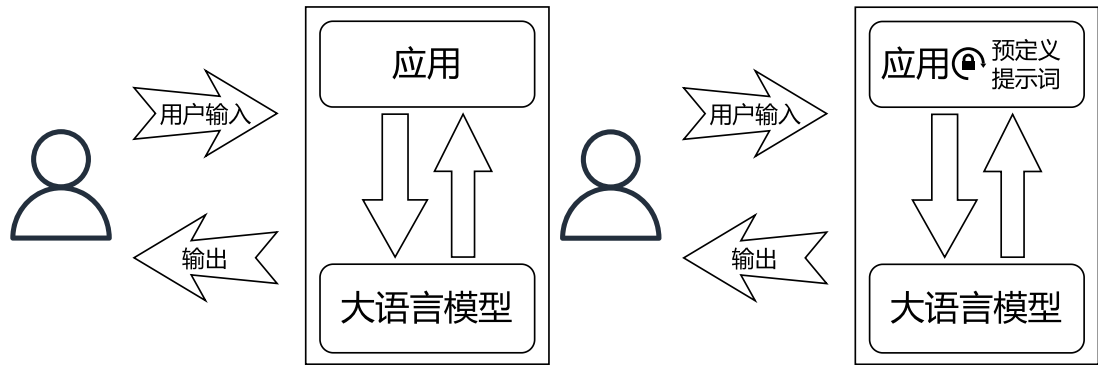 应用
用户输入
输出
大语言模型
应用
预定义
提示词
用户输入
输出
大语言模型